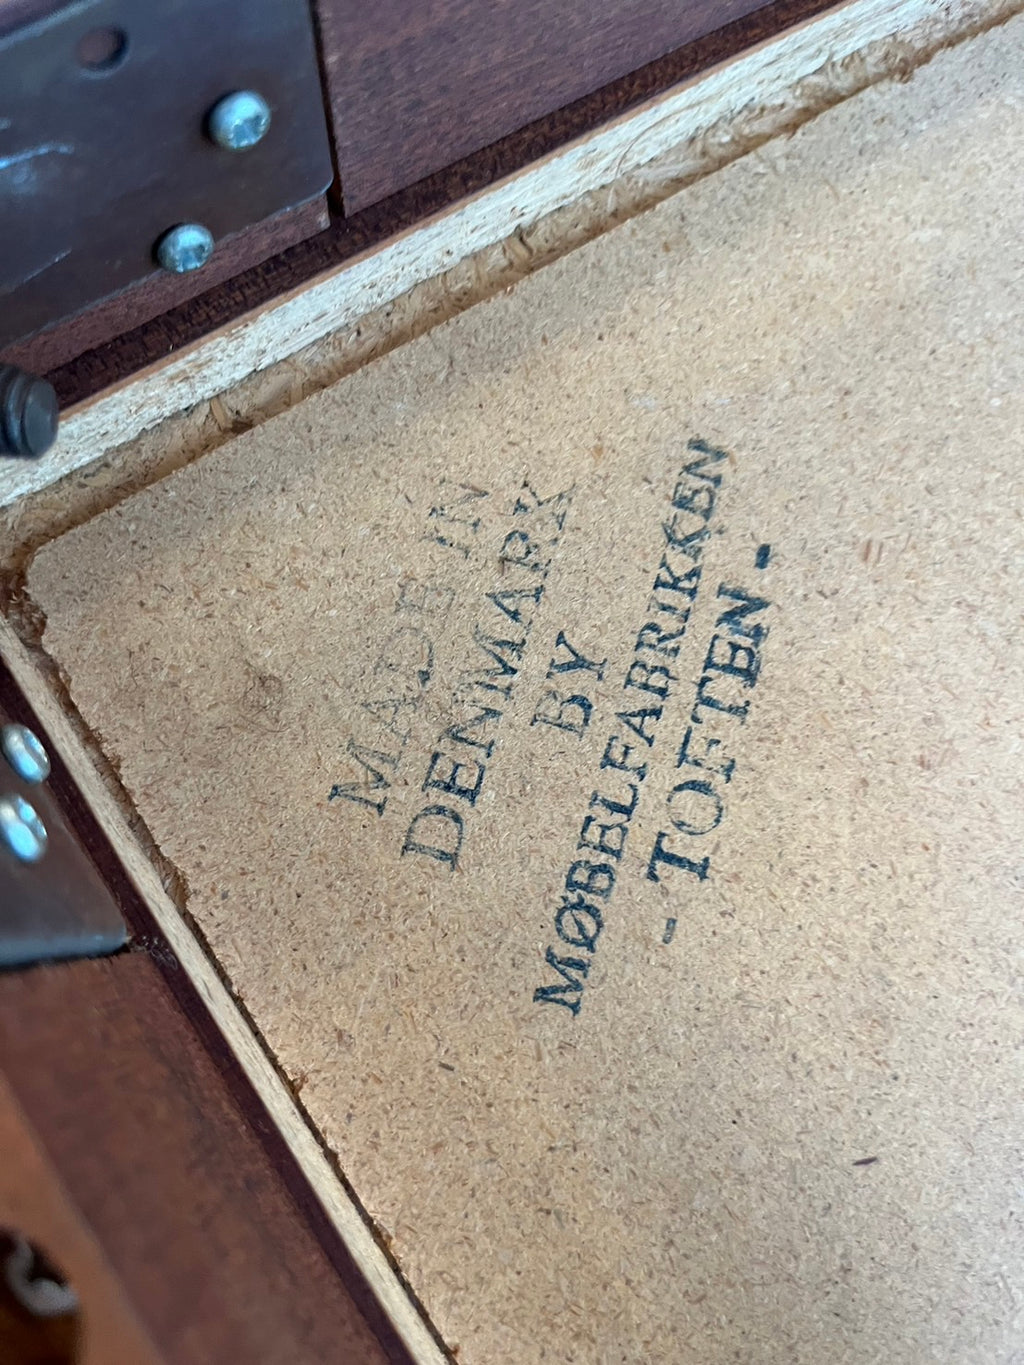 MADE IN
DENMARK
BY
MØBELFABRIKKEN
- TOFTEN -